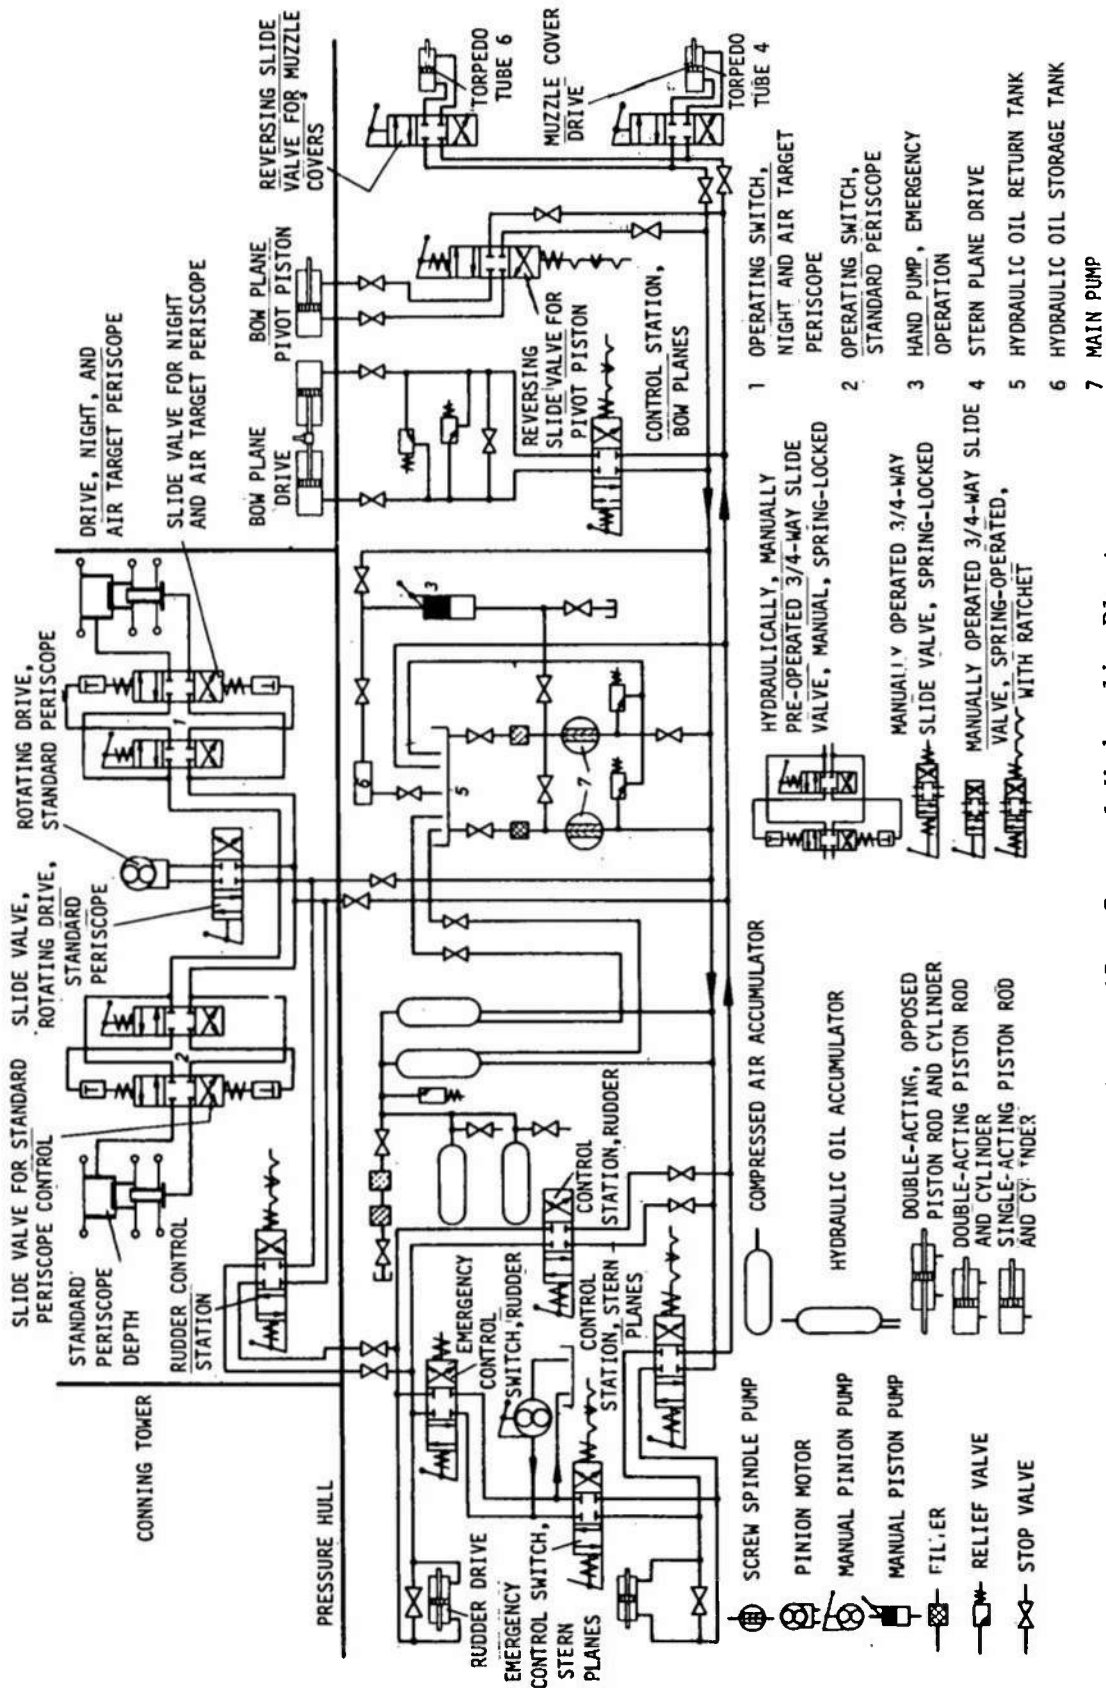 REVERSING SLIDE
VALVE FOR MUZZLE
COVERS
TORPEDO
TUBE 6
MUZZLE COVER
DRIVE
TORPEDO
TUBE 4
BOW PLANE
PIVOT PISTON
BOW PLANE
DRIVE
REVERSING
SLIDE VALVE FOR
PIVOT PISTON
CONTROL STATION,
BOW PLANES
DRIVE, NIGHT, AND
AIR TARGET PERISCOPE
SLIDE VALVE FOR NIGHT
AND AIR TARGET PERISCOPE
ROTATING DRIVE,
STANDARD PERISCOPE
SLIDE VALVE,
ROTATING DRIVE,
STANDARD
PERISCOPE
SLIDE VALVE FOR STANDARD
PERISCOPE CONTROL
STANDARD
PERISCOPE
DEPTH
RUDDER CONTROL
STATION
CONNING TOWER
PRESSURE HULL
1
2
3
5
6
7
EMERGENCY
CONTROL
SWITCH, RUDDER
CONTROL
STATION, RUDDER
CONTROL
STATION, STERN
PLANES
RUDDER DRIVE
EMERGENCY
CONTROL SWITCH,
STERN
PLANES
SCREW SPINDLE PUMP
PINION MOTOR
MANUAL PINION PUMP
MANUAL PISTON PUMP
RELIEF VALVE
STOP VALVE
COMPRESSED AIR ACCUMULATOR
HYDRAULIC OIL ACCUMULATOR
DOUBLE-ACTING, OPPOSED
PISTON ROD AND CYLINDER
DOUBLE-ACTING PISTON ROD
AND CYLINDER
SINGLE-ACTING PISTON ROD
AND
HYDRAULICALLY, MANUALLY
PRE-OPERATED 3/4-WAY SLIDE
VALVE, MANUAL, SPRING-LOCKED
MANUALLY OPERATED 3/4-WAY
SLIDE VALVE, SPRING-LOCKED
MANUALLY OPERATED 3/4-WAY SLIDE
VALVE, SPRING-OPERATED,
WITH RATCHET
1 OPERATING SWITCH,
NIGHT AND AIR TARGET
PERISCOPE
2 OPERATING SWITCH,
STANDARD PERISCOPE
3 HAND PUMP, EMERGENCY
OPERATION
4 STERN PLANE DRIVE
5 HYDRAULIC OIL RETURN TANK
6 HYDRAULIC OIL STORAGE TANK
7 MAIN PUMP